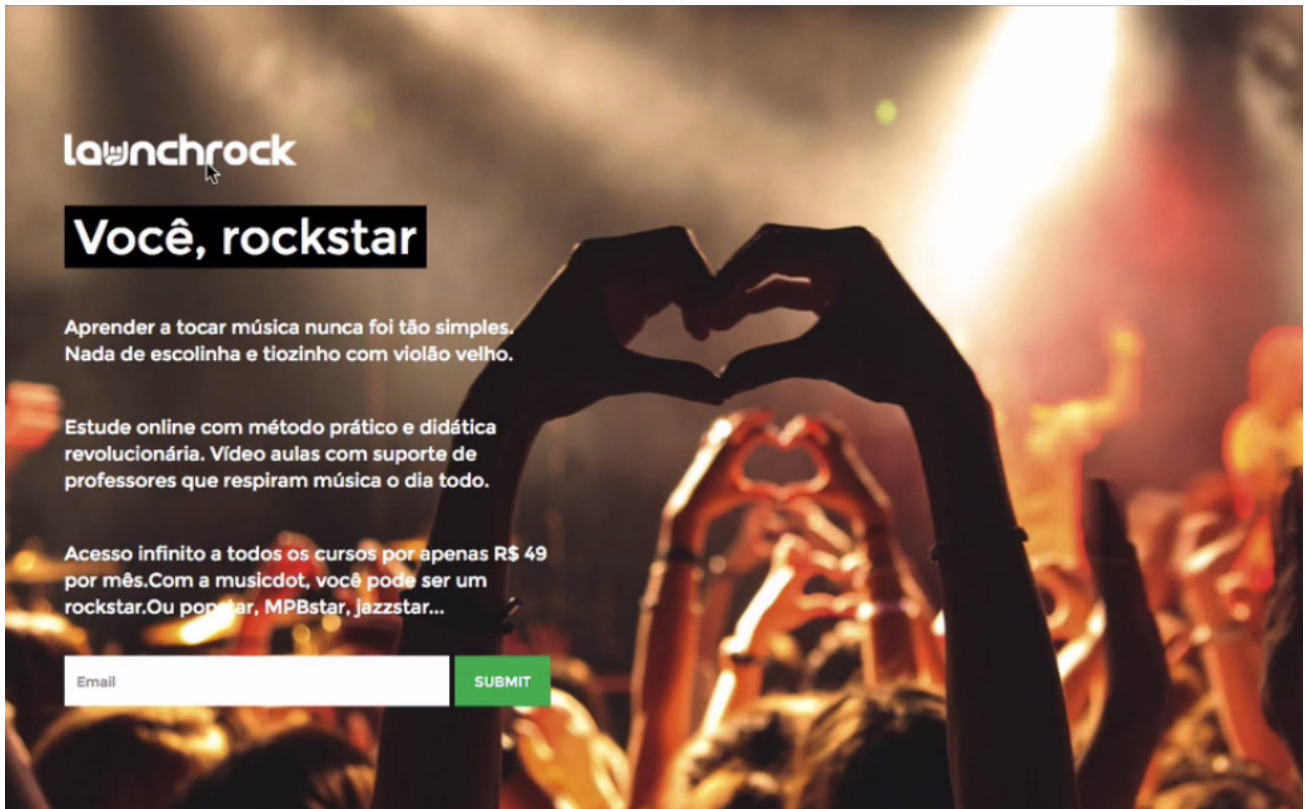 launchrock
Você, rockstar
Aprender a tocar música nunca foi tão simples.
Nada de escolinha e tiozinho com violão velho.
Estude online com método prático e didática
revolucionária. Vídeo aulas com suporte de
professores que respiram música o dia todo.
Acesso infinito a todos os cursos por apenas R$ 49
por mês.Com a musicdot, você pode ser um
rockstar.Ou popstar, MPBstar, jazzstar...
Email SUBMIT